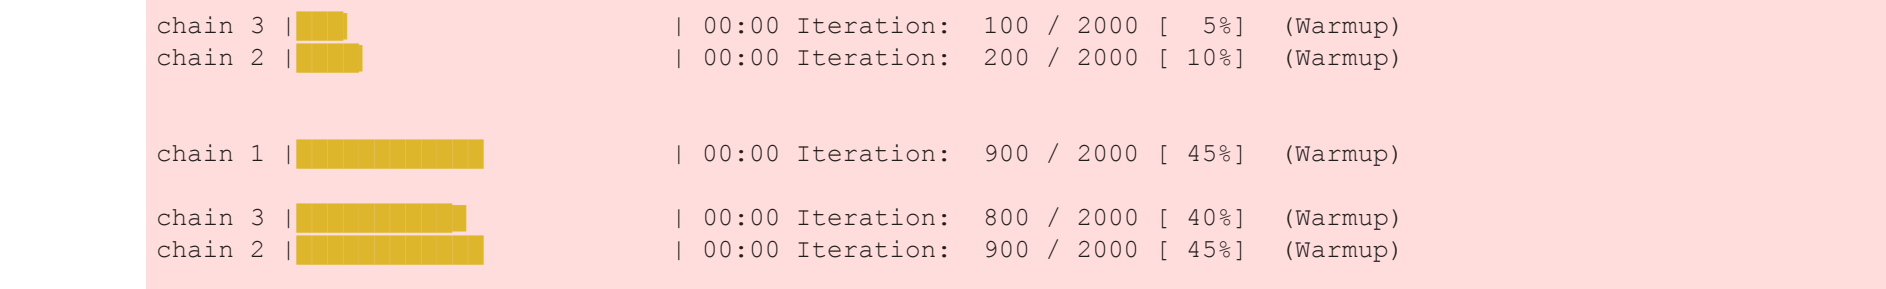 chain 3 |███▌ | 00:00 Iteration: 100 / 2000 [  5%]  (Warmup)
chain 2 |████▎ | 00:00 Iteration: 200 / 2000 [ 10%]  (Warmup)
chain 1 |████████████ | 00:00 Iteration: 900 / 2000 [ 45%]  (Warmup)
chain 3 |██████████▉ | 00:00 Iteration: 800 / 2000 [ 40%]  (Warmup)
chain 2 |████████████ | 00:00 Iteration: 900 / 2000 [ 45%]  (Warmup)